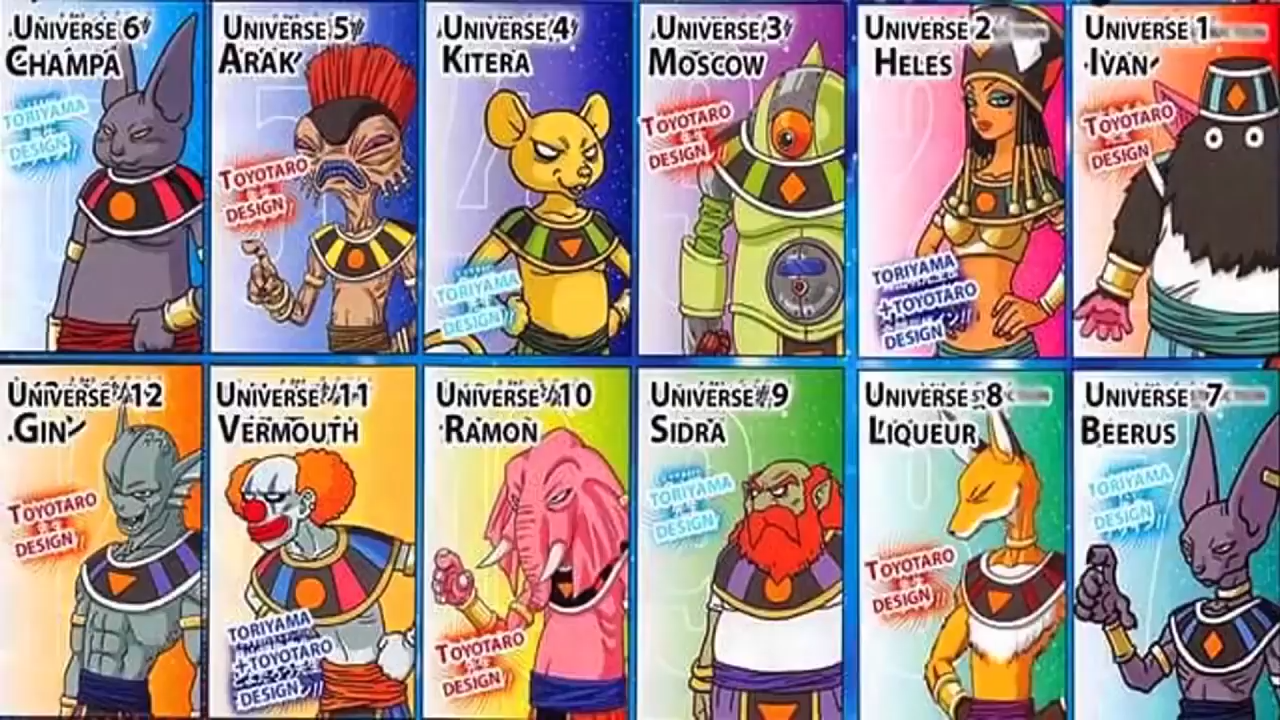 UNIVERSE 6
CHAMPA
TORIYAMA
DESIGN
UNIVERSE 5
ARAK
TOYOTARO
DESIGN
UNIVERSE 4
KITERA
TORIYAMA
DESIGN
UNIVERSE 3
MOSCOW
TOYOTARO
DESIGN
UNIVERSE 2
HELES
TORIYAMA
+TOYOTARO
DESIGN
UNIVERSE 1
IVAN
TOYOTARO
DESIGN
UNIVERSE 12
GIN
TOYOTARO
DESIGN
UNIVERSE 11
VERMOUTH
TORIYAMA
+TOYOTARO
DESIGN
UNIVERSE 10
RAMON
TOYOTARO
DESIGN
UNIVERSE 9
SIDRA
TORIYAMA
DESIGN
UNIVERSE 8
LIQUEUR
TOYOTARO
DESIGN
UNIVERSE 7
BEERUS
TORIYAMA
DESIGN